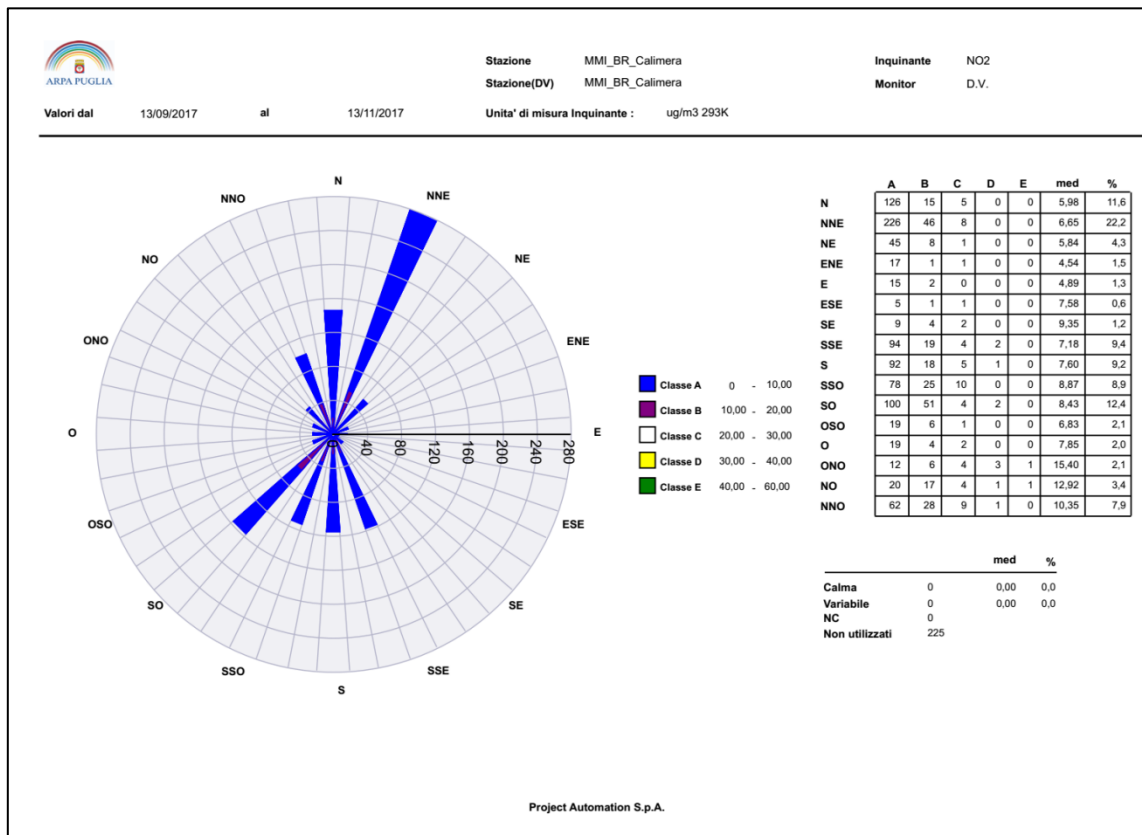 ARPA PUGLIA
Stazione MMI_BR_Calimera Inquinante NO2
Stazione(DV) MMI_BR_Calimera Monitor D.V.
Valori dal 13/09/2017 al 13/11/2017 Unita' di misura Inquinante : ug/m3 293K
N
NNE
NE
ENE
E
ESE
SE
SSE
S
SSO
SO
OSO
O
ONO
NO
NNO
0 40 80 120 160 200 240 280
Classe A 0 - 10,00
Classe B 10,00 - 20,00
Classe C 20,00 - 30,00
Classe D 30,00 - 40,00
Classe E 40,00 - 60,00
A B C D E med %
N 126 15 5 0 0 5,98 11,6
NNE 226 46 8 0 0 6,65 22,2
NE 45 8 1 0 0 5,84 4,3
ENE 17 1 1 0 0 4,54 1,5
E 15 2 0 0 0 4,89 1,3
ESE 5 1 1 0 0 7,58 0,6
SE 9 4 2 0 0 9,35 1,2
SSE 94 19 4 2 0 7,18 9,4
S 92 18 5 1 0 7,60 9,2
SSO 78 25 10 0 0 8,87 8,9
SO 100 51 4 2 0 8,43 12,4
OSO 19 6 1 0 0 6,83 2,1
O 19 4 2 0 0 7,85 2,0
ONO 12 6 4 3 1 15,40 2,1
NO 20 17 4 1 1 12,92 3,4
NNO 62 28 9 1 0 10,35 7,9
med %
Calma 0 0,00 0,0
Variabile 0 0,00 0,0
NC 0
Non utilizzati 225
Project Automation S.p.A.